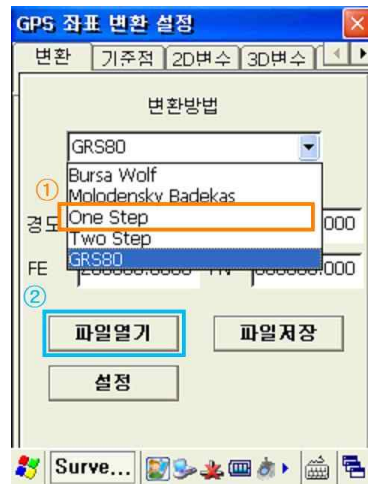 GPS 좌표 변환 설정
변환 기준점 2D변수 3D변수
변환방법
GRS80
Bursa Wolf
① Molodensky Badekas
경도 One Step 000
Two Step
FE GRS80 .000
②
파일열기 파일저장
설정
Surve...